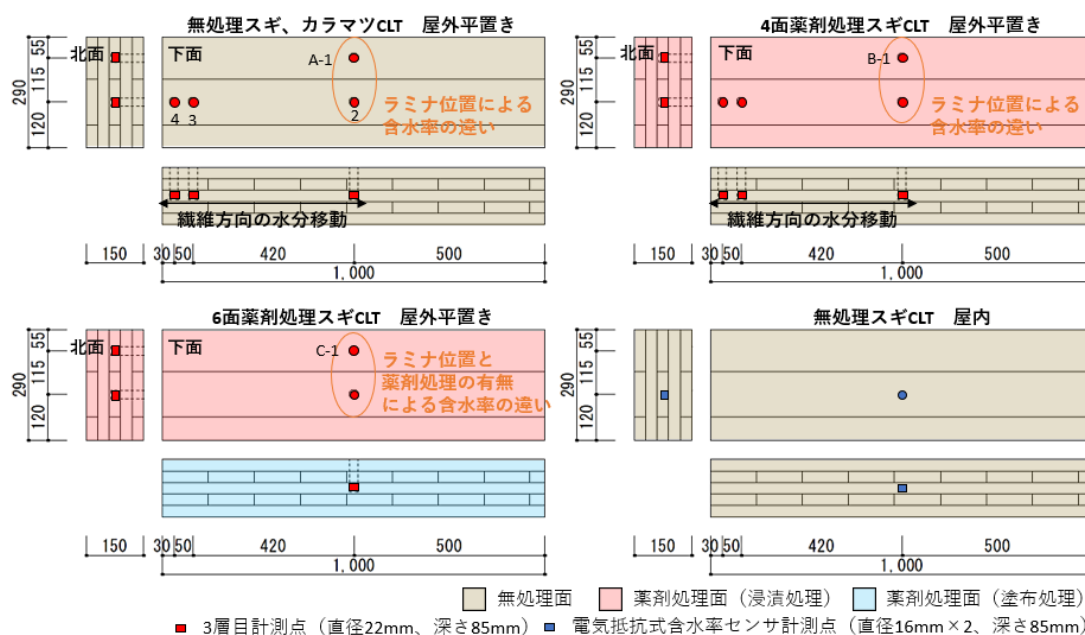 無処理スギ、カラマツCLT　屋外平置き
北面
下面
A-1
4
3
2
ラミナ位置による
含水率の違い
繊維方向の水分移動
55
115
120
290
150
30
50
420
500
1,000
4面薬剤処理スギCLT　屋外平置き
北面
下面
B-1
ラミナ位置による
含水率の違い
繊維方向の水分移動
55
115
120
290
150
30
50
420
500
1,000
6面薬剤処理スギCLT　屋外平置き
北面
下面
C-1
ラミナ位置と
薬剤処理の有無
による含水率の違い
55
115
120
290
150
30
50
420
500
1,000
無処理スギCLT　屋内
55
115
120
290
150
30
50
420
500
1,000
無処理面
薬剤処理面（浸漬処理）
薬剤処理面（塗布処理）
3層目計測点（直径22mm、深さ85mm）
電気抵抗式含水率センサ計測点（直径16mm×2、深さ85mm）